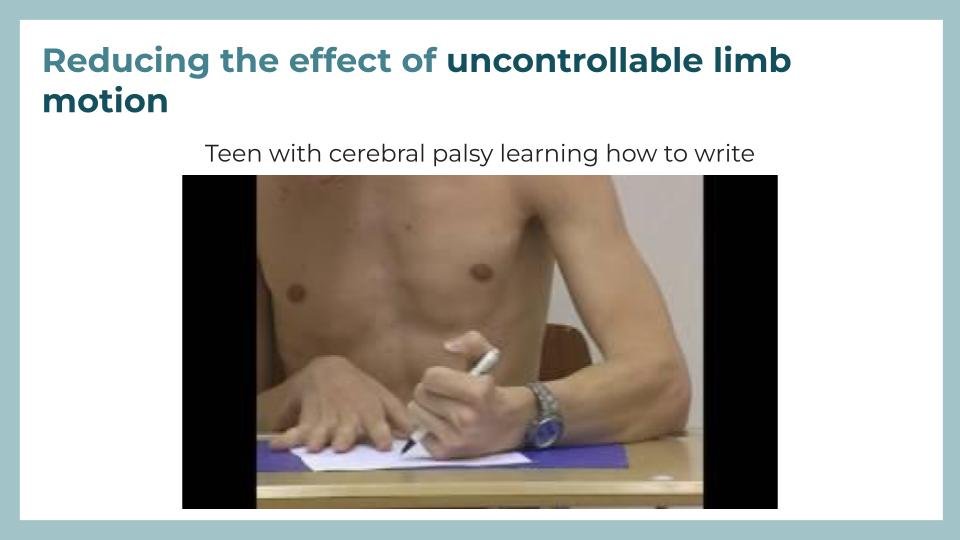 Reducing the effect of uncontrollable limb
motion
Teen with cerebral palsy learning how to write